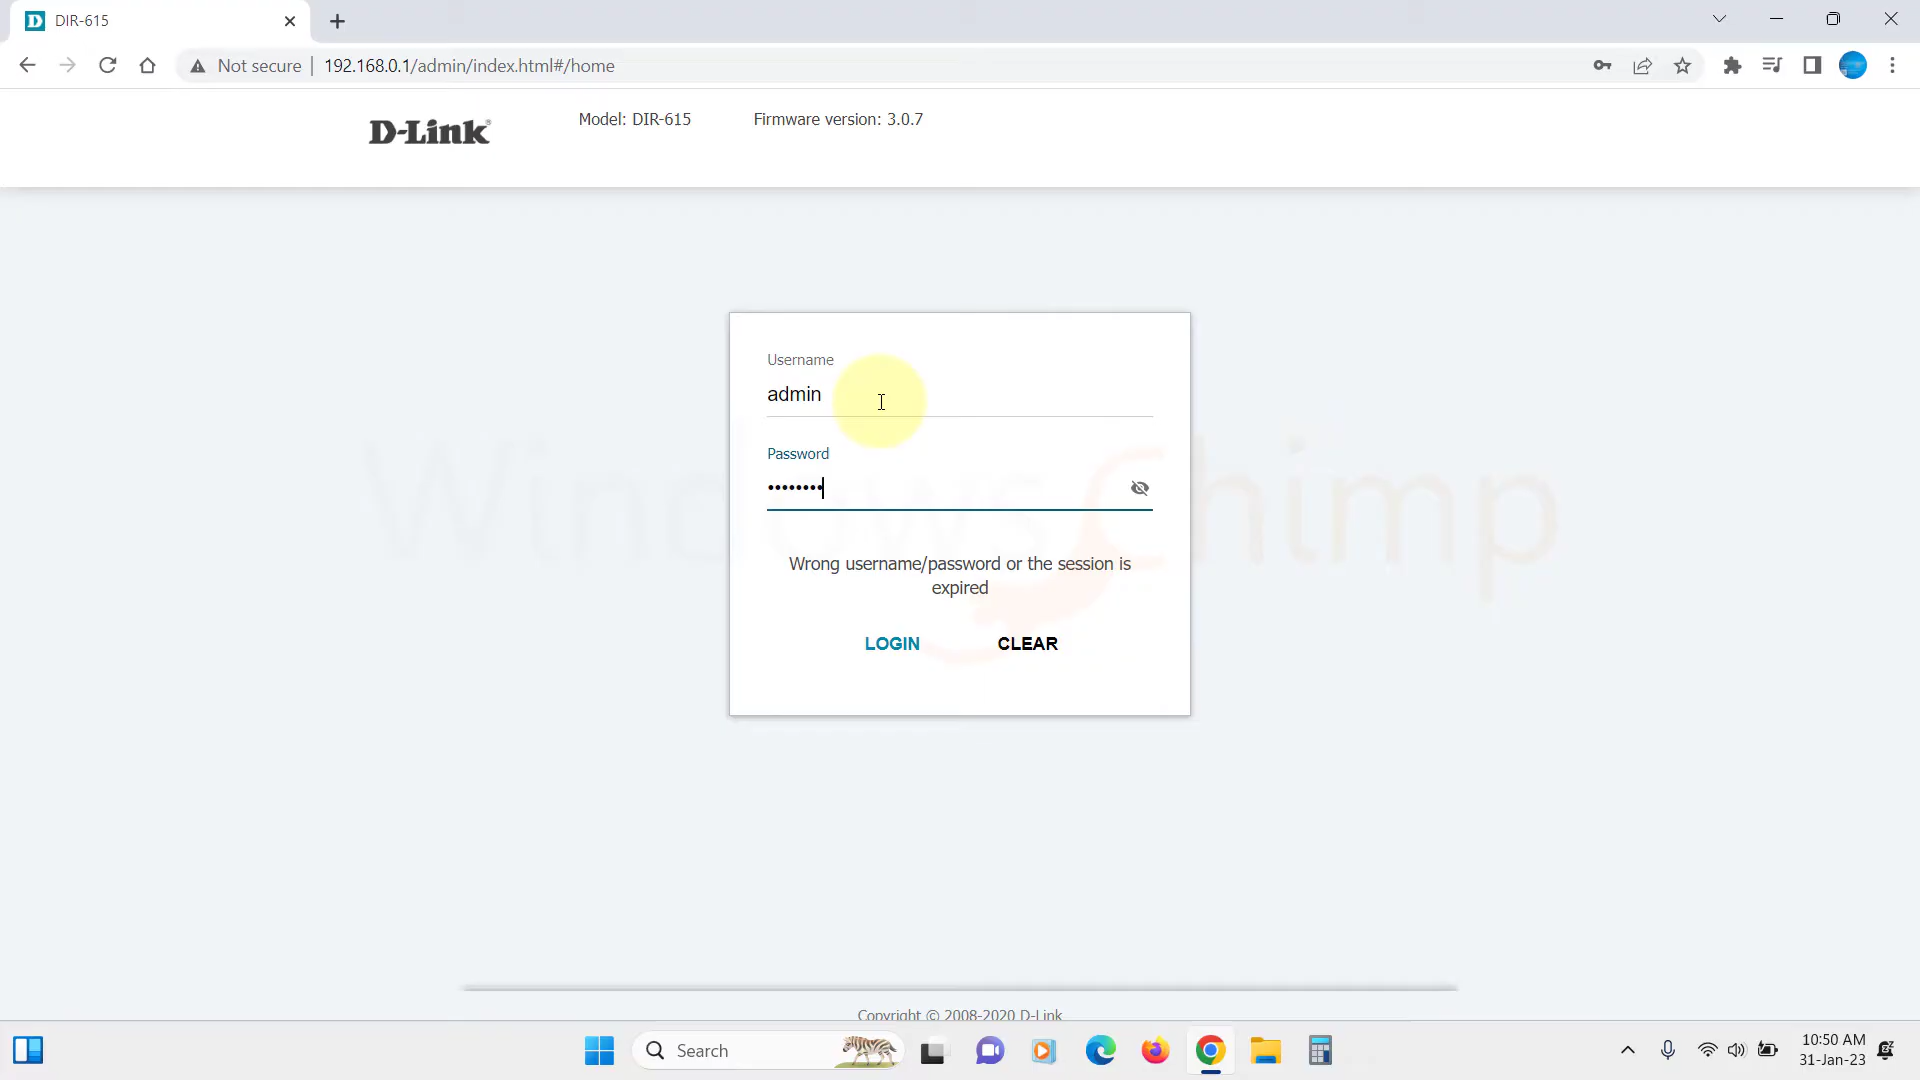 DIR-615
Not secure
192.168.0.1/admin/index.html#/home
D-Link
Model: DIR-615
Firmware version: 3.0.7
Username
admin
Password
••••••••
Wrong username/password or the session is
expired
LOGIN
CLEAR
Windows Chimp
Copyright © 2008-2020 D-Link
Search
10:50 AM
31-Jan-23